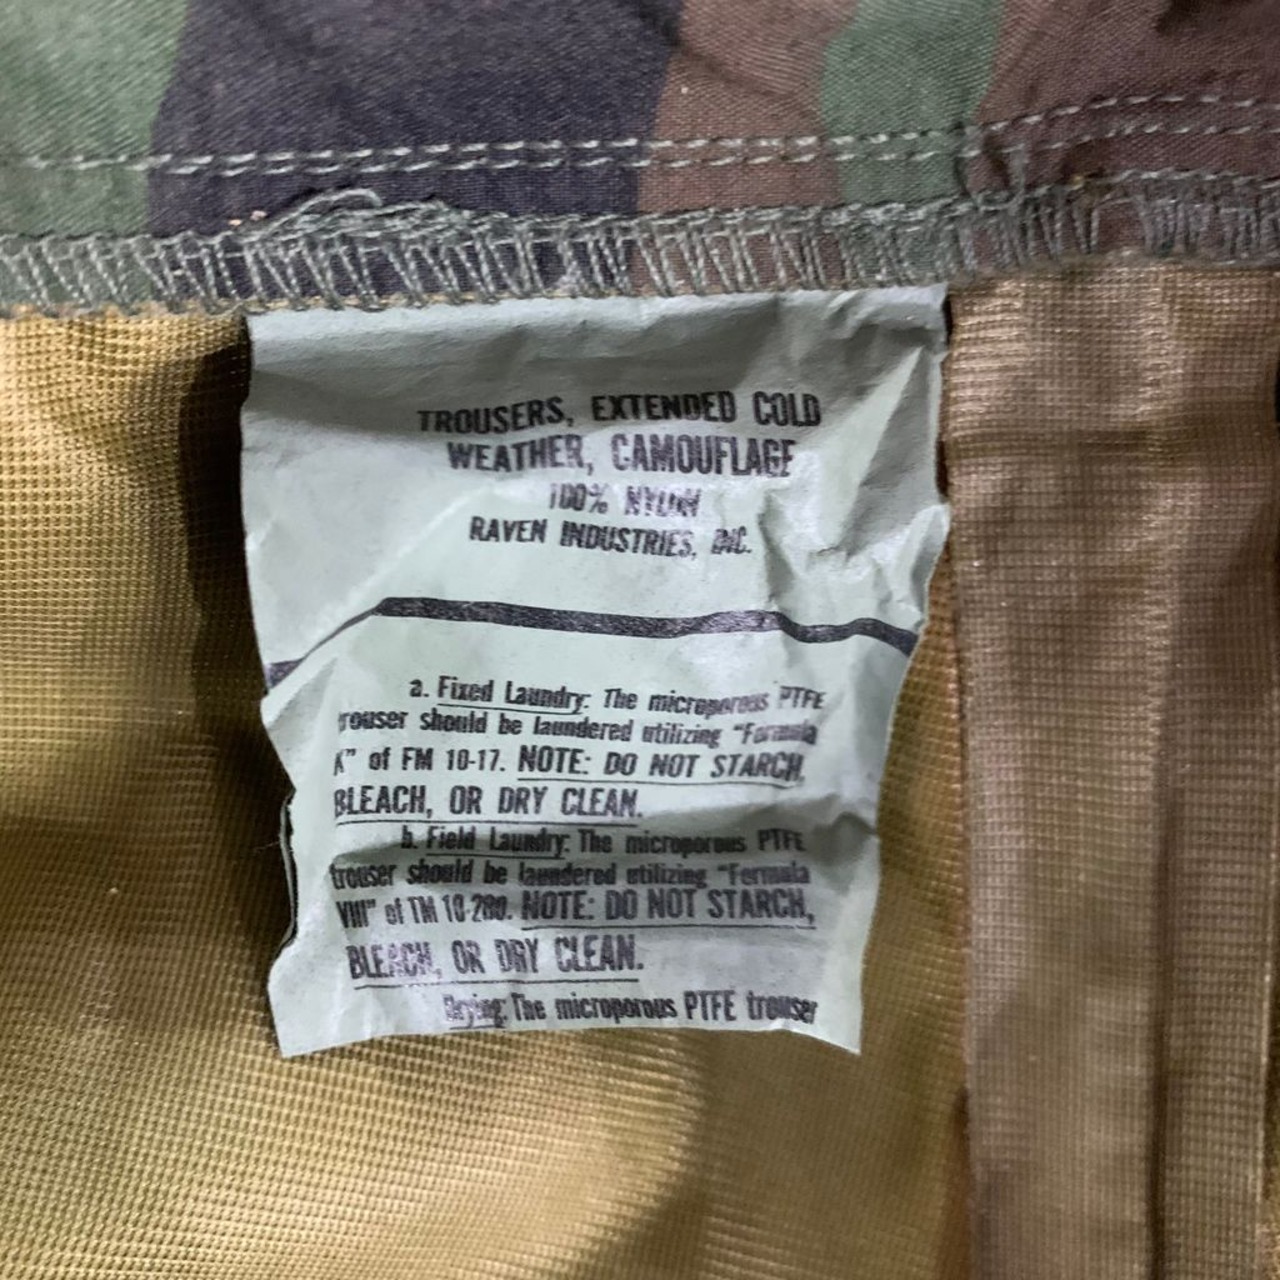 TROUSERS, EXTENDED COLD
WEATHER, CAMOUFLAGE
100% NYLON
RAVEN INDUSTRIES, INC.
a. Fixed Laundry: The microporous PTFE
trouser should be laundered utilizing "Formula
K" of FM 10-17. NOTE: DO NOT STARCH,
BLEACH, OR DRY CLEAN.
b. Field Laundry: The microporous PTFE
trouser should be laundered utilizing "Formula
VIII" of TM 10-280. NOTE: DO NOT STARCH,
BLEACH, OR DRY CLEAN.
Drying: The microporous PTFE trouser